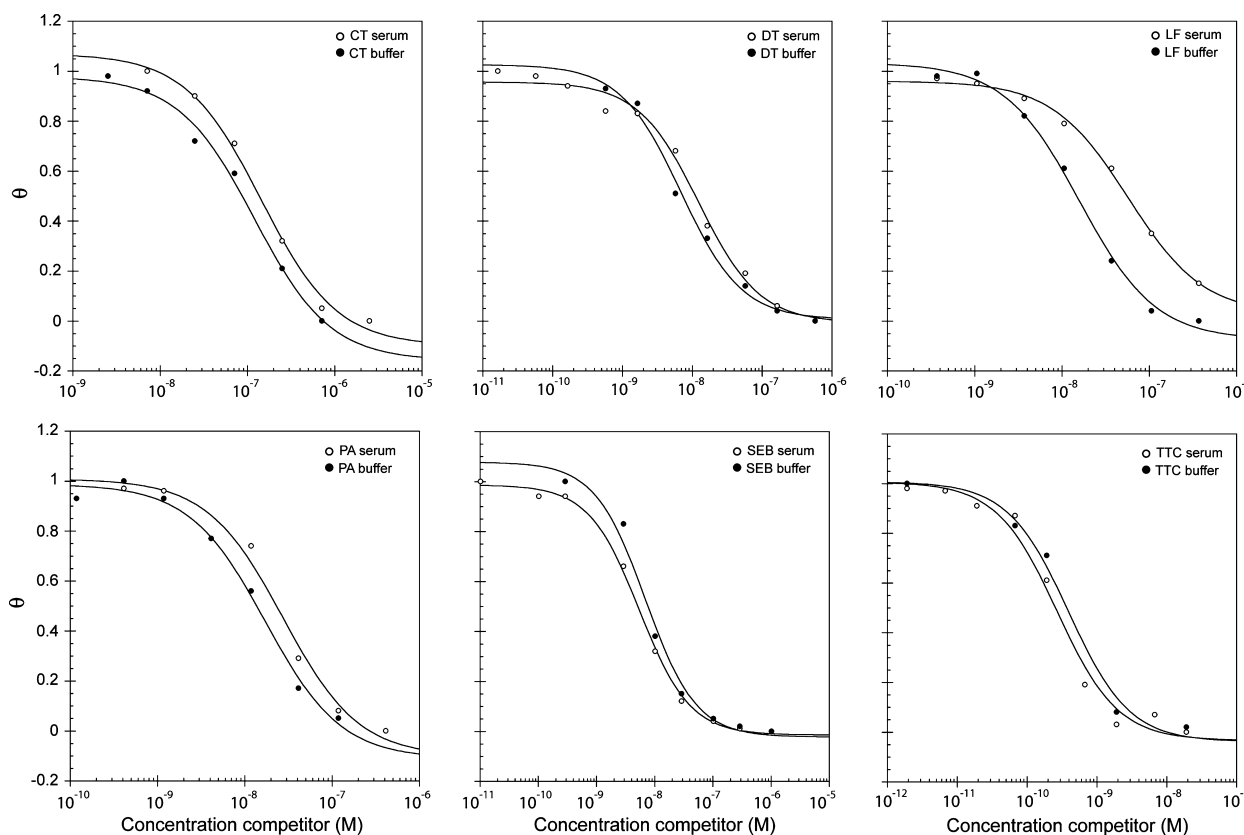 1.2
1
0.8
0.6
0.4
0.2
0
-0.2
θ
CT serum
CT buffer
10⁻⁹ 10⁻⁸ 10⁻⁷ 10⁻⁶ 10⁻⁵
DT serum
DT buffer
10⁻¹¹ 10⁻¹⁰ 10⁻⁹ 10⁻⁸ 10⁻⁷ 10⁻⁶
LF serum
LF buffer
10⁻¹⁰ 10⁻⁹ 10⁻⁸ 10⁻⁷
1.2
1
0.8
0.6
0.4
0.2
0
-0.2
θ
PA serum
PA buffer
10⁻¹⁰ 10⁻⁹ 10⁻⁸ 10⁻⁷ 10⁻⁶
Concentration competitor (M)
SEB serum
SEB buffer
10⁻¹¹ 10⁻¹⁰ 10⁻⁹ 10⁻⁸ 10⁻⁷ 10⁻⁶ 10⁻⁵
Concentration competitor (M)
TTC serum
TTC buffer
10⁻¹² 10⁻¹¹ 10⁻¹⁰ 10⁻⁹ 10⁻⁸
Concentration competitor (M)